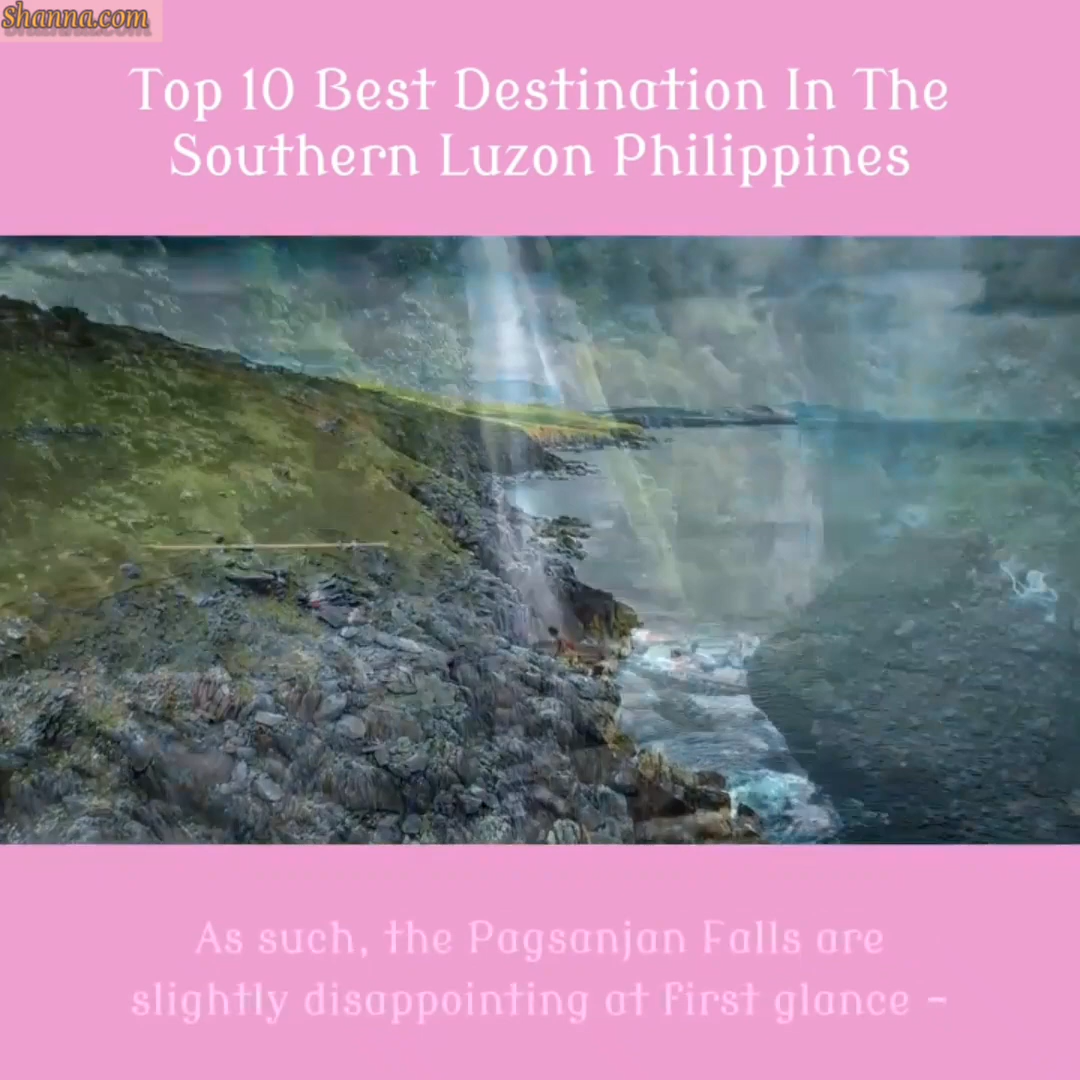 shanna.com
Top 10 Best Destination In The
Southern Luzon Philippines
As such, the Pagsanjan Falls are
slightly disappointing at first glance -